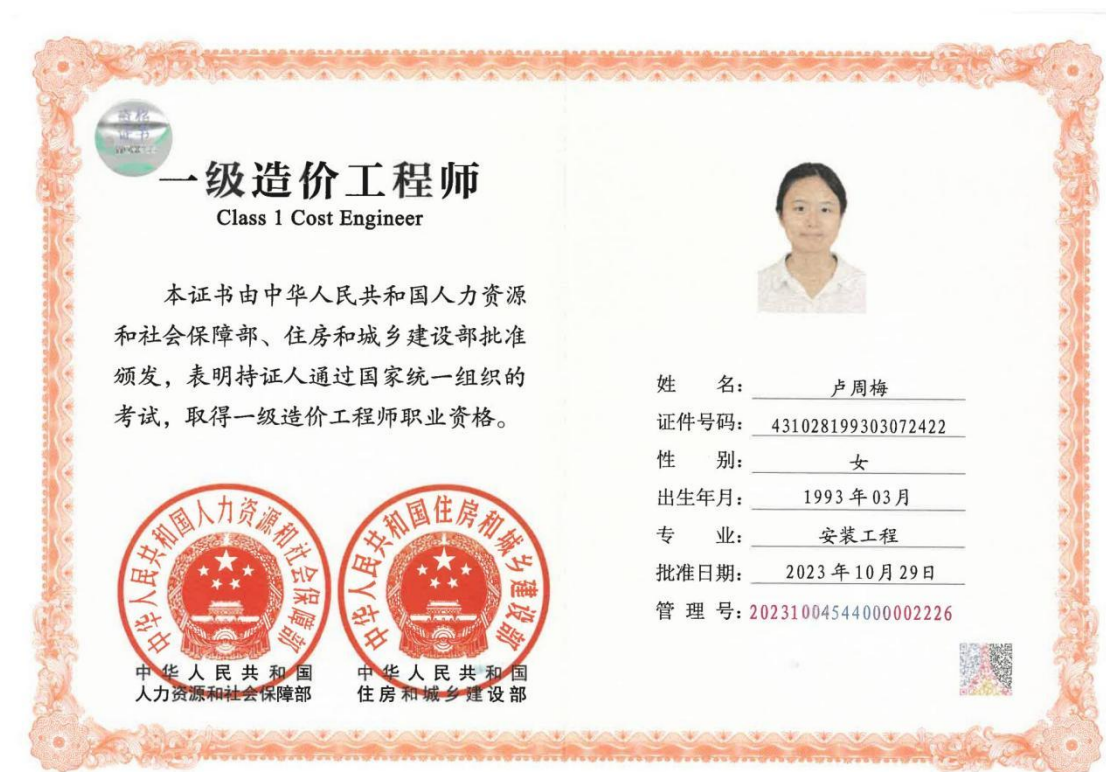 一级造价工程师
Class 1 Cost Engineer
本证书由中华人民共和国人力资源
和社会保障部、住房和城乡建设部批准
颁发，表明持证人通过国家统一组织的
考试，取得一级造价工程师职业资格。
中华人民共和国人力资源和社会保障部
中华人民共和国住房和城乡建设部
中华人民共和国
人力资源和社会保障部
中华人民共和国
住房和城乡建设部
姓名：卢周梅
证件号码：431028199303072422
性别：女
出生年月：1993年03月
专业：安装工程
批准日期：2023年10月29日
管理号：20231004544000002226